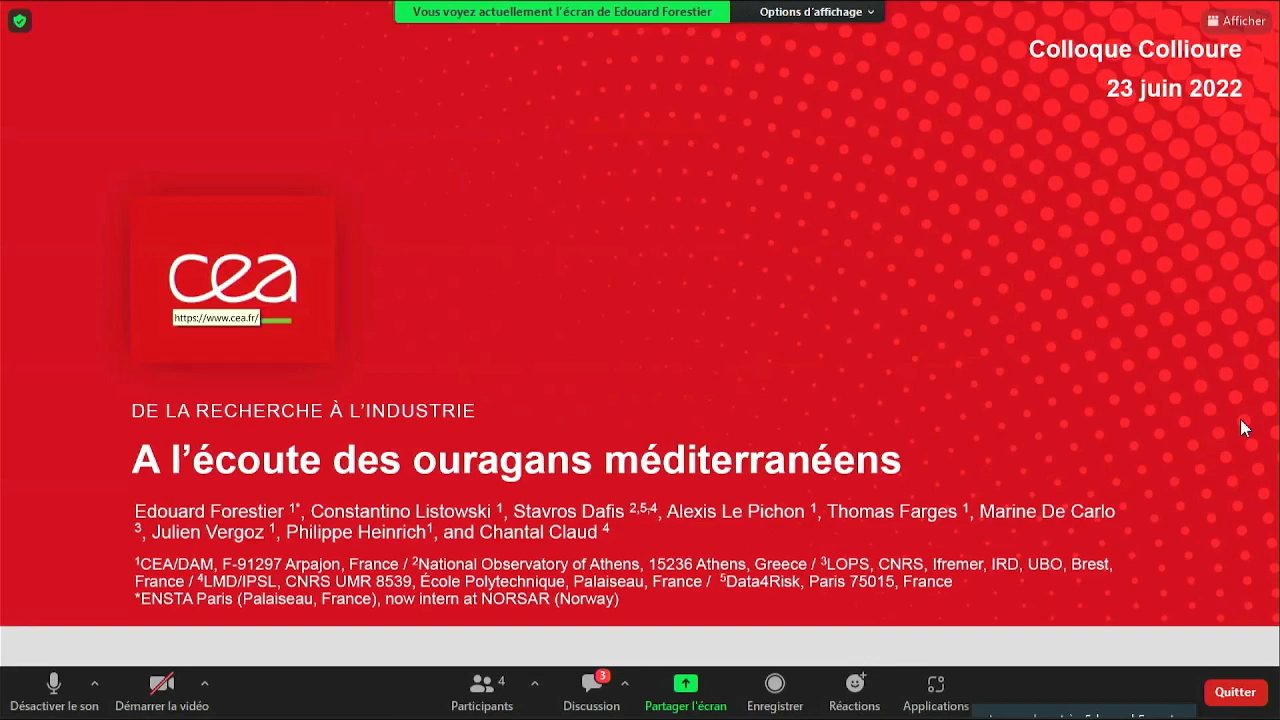 Vous voyez actuellement l'écran de Edouard Forestier
Options d'affichage
Afficher
Colloque Collioure
23 juin 2022
cea
https://www.cea.fr/
DE LA RECHERCHE À L'INDUSTRIE
A l'écoute des ouragans méditerranéens
Edouard Forestier 1*, Constantino Listowski 1, Stavros Dafis 2,5,4, Alexis Le Pichon 1, Thomas Farges 1, Marine De Carlo
3, Julien Vergoz 1, Philippe Heinrich1, and Chantal Claud 4
1CEA/DAM, F-91297 Arpajon, France / 2National Observatory of Athens, 15236 Athens, Greece / 3LOPS, CNRS, Ifremer, IRD, UBO, Brest,
France / 4LMD/IPSL, CNRS UMR 8539, École Polytechnique, Palaiseau, France / 5Data4Risk, Paris 75015, France
*ENSTA Paris (Palaiseau, France), now intern at NORSAR (Norway)
4
3
Désactiver le son
Démarrer la vidéo
Participants
Discussion
Partager l'écran
Enregistrer
Réactions
Applications
Quitter